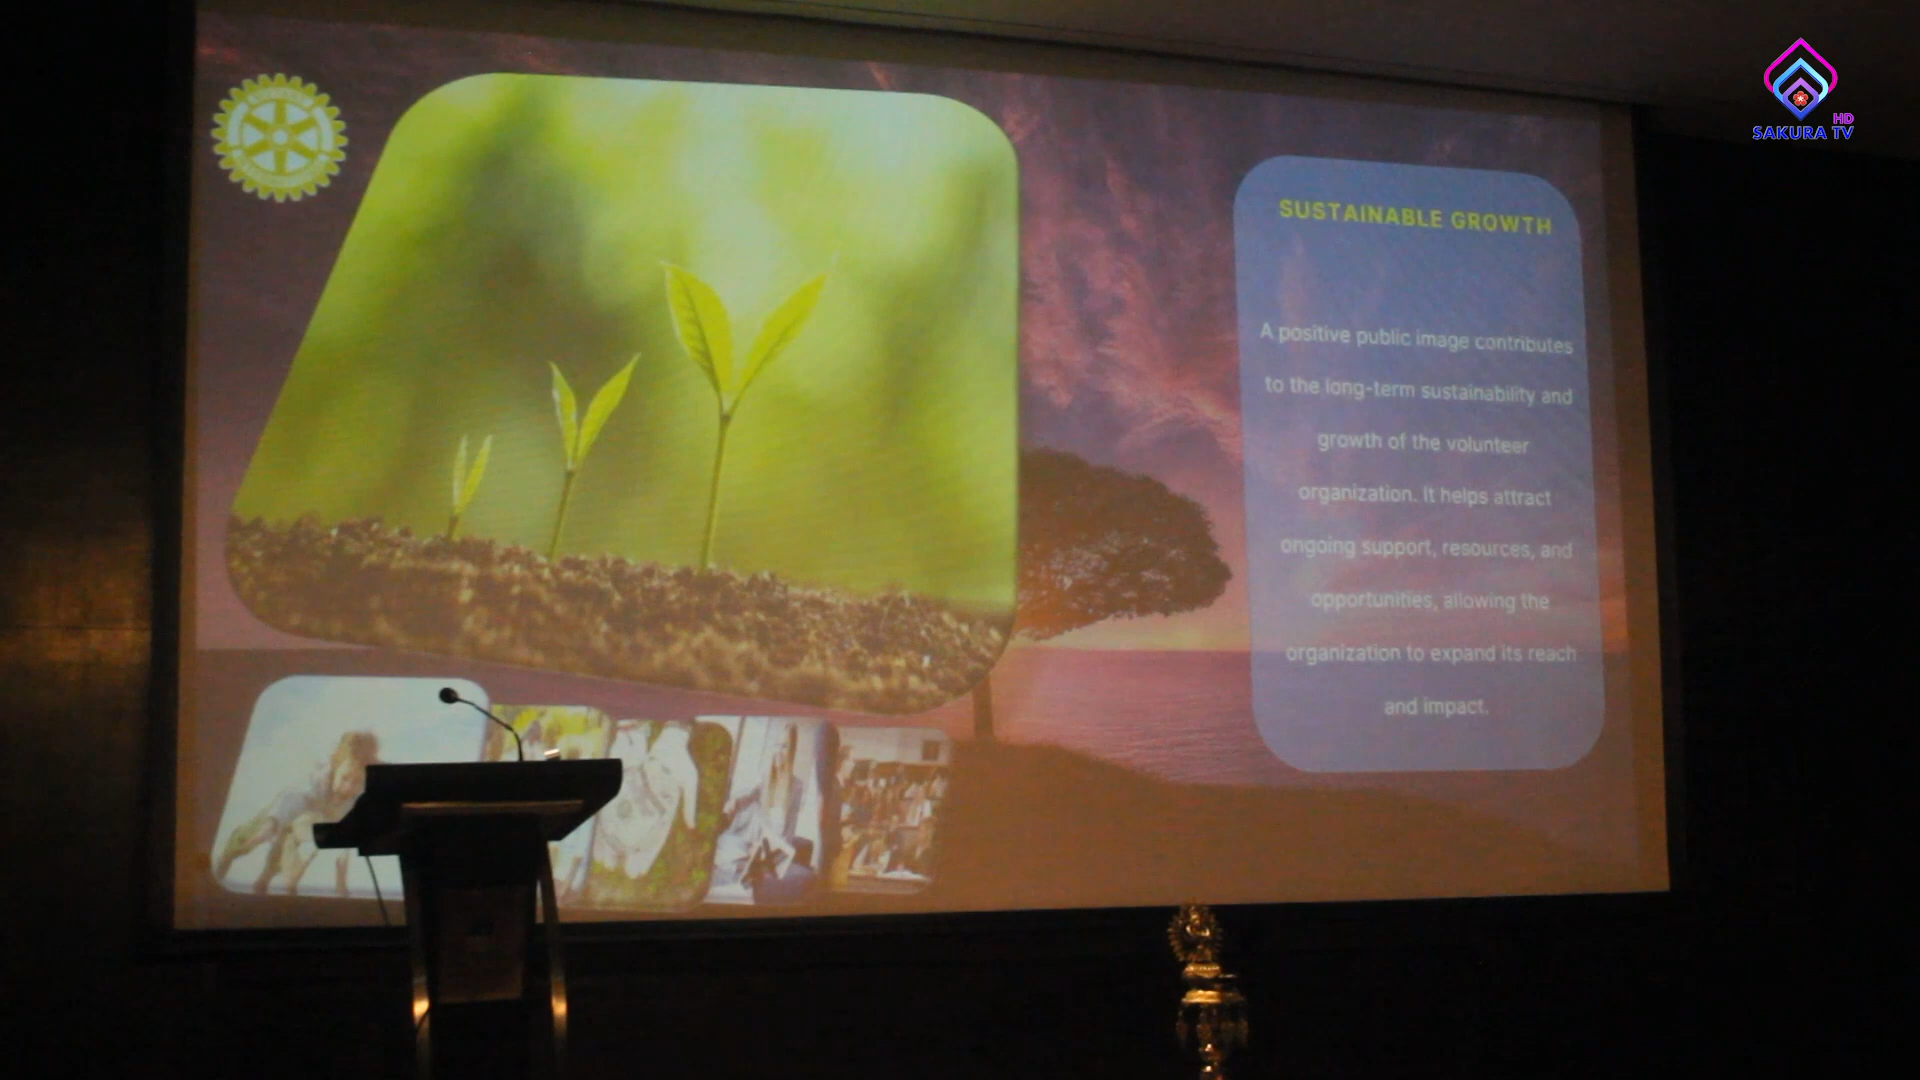 SAKURA TV
HD
SUSTAINABLE GROWTH
A positive public image contributes
to the long-term sustainability and
growth of the volunteer
organization. It helps attract
ongoing support, resources, and
opportunities, allowing the
organization to expand its reach
and impact.